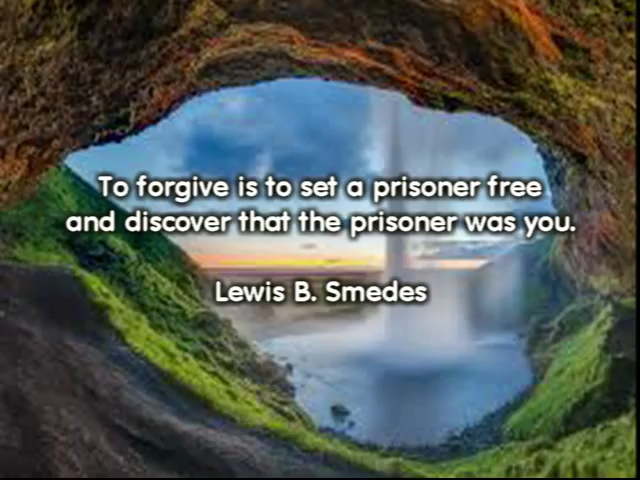 To forgive is to set a prisoner free
and discover that the prisoner was you.
Lewis B. Smedes